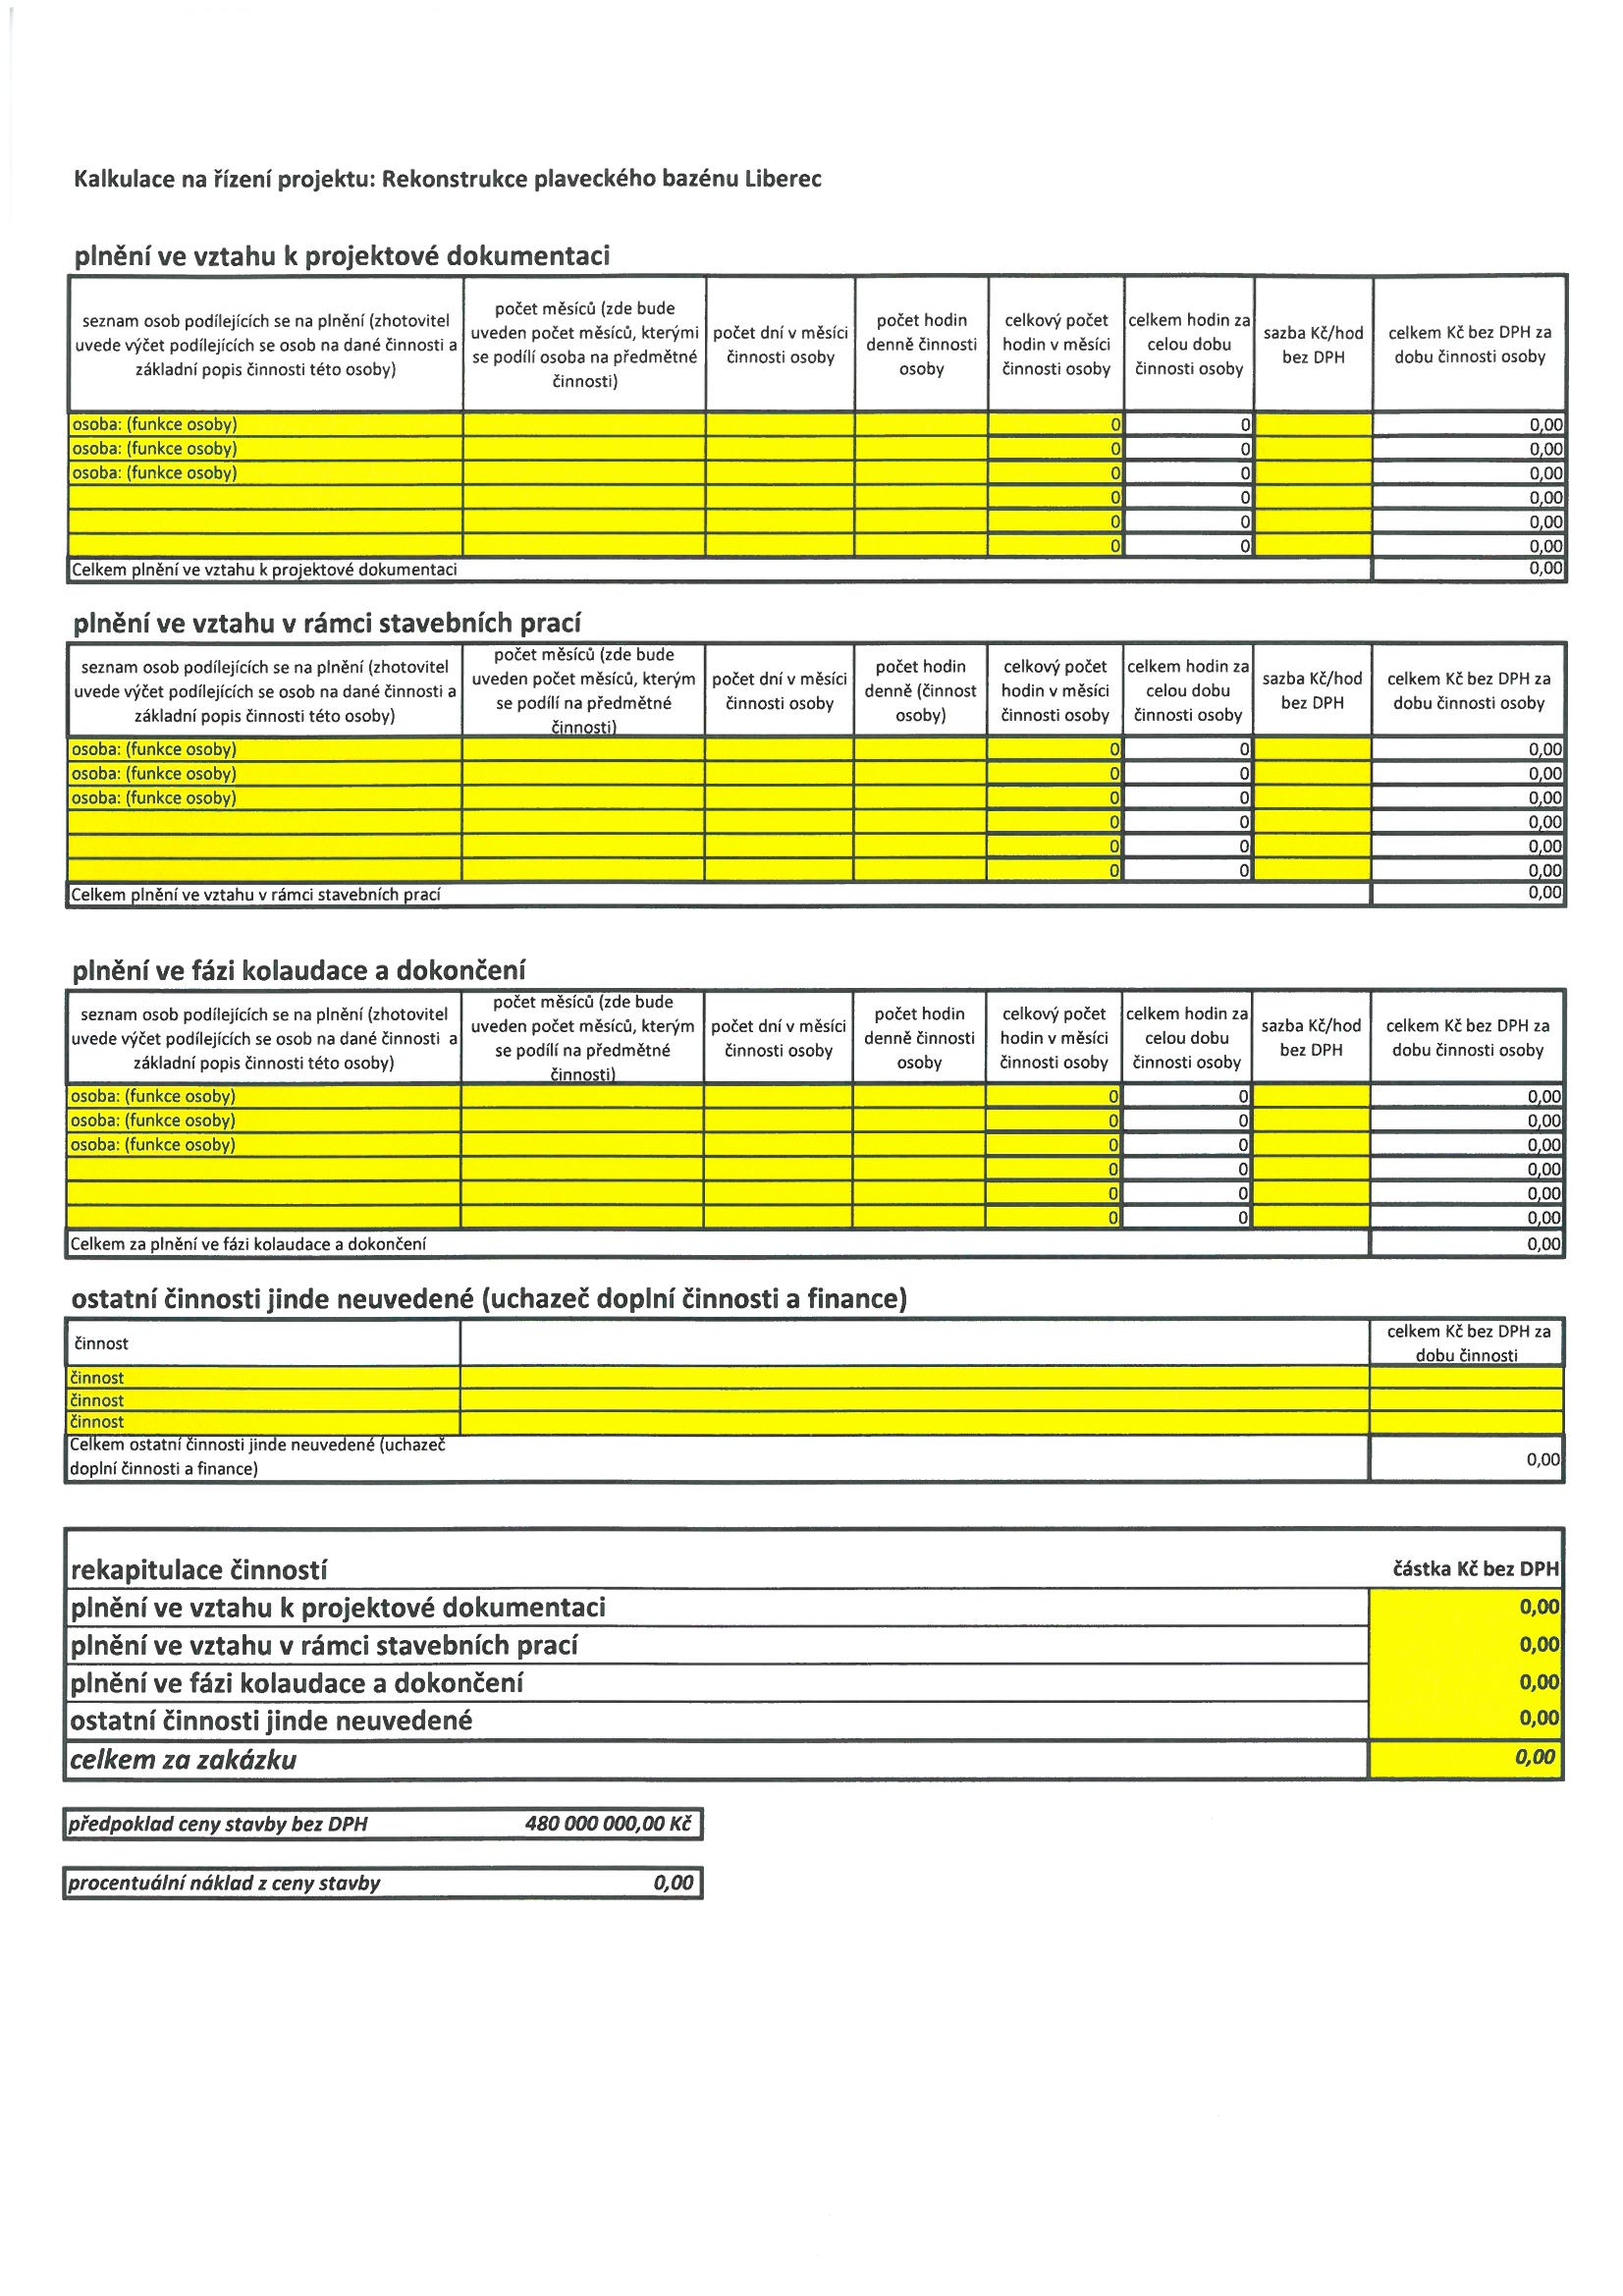 Kalkulace na řízení projektu: Rekonstrukce plaveckého bazénu Liberec
plnění ve vztahu k projektové dokumentaci
seznam osob podílejících se na plnění (zhotovitel uvede výčet podílejících se osob na dané činnosti a základní popis činnosti této osoby) počet měsíců (zde bude uveden počet měsíců, kterými se podílí osoba na předmětné činnosti) počet dní v měsíci činnosti osoby počet hodin denně činnosti osoby celkový počet hodin v měsíci činnosti osoby celkem hodin za celou dobu činnosti osoby sazba Kč/hod bez DPH celkem Kč bez DPH za dobu činnosti osoby
osoba: (funkce osoby) 0 0 0,00
osoba: (funkce osoby) 0 0 0,00
osoba: (funkce osoby) 0 0 0,00
0 0 0,00
0 0 0,00
0 0 0,00
Celkem plnění ve vztahu k projektové dokumentaci 0,00
plnění ve vztahu v rámci stavebních prací
seznam osob podílejících se na plnění (zhotovitel uvede výčet podílejících se osob na dané činnosti a základní popis činnosti této osoby) počet měsíců (zde bude uveden počet měsíců, kterým se podílí na předmětné činnosti) počet dní v měsíci činnosti osoby počet hodin denně (činnost osoby) celkový počet hodin v měsíci činnosti osoby celkem hodin za celou dobu činnosti osoby sazba Kč/hod bez DPH celkem Kč bez DPH za dobu činnosti osoby
osoba: (funkce osoby) 0 0 0,00
osoba: (funkce osoby) 0 0 0,00
osoba: (funkce osoby) 0 0 0,00
0 0 0,00
0 0 0,00
0 0 0,00
Celkem plnění ve vztahu v rámci stavebních prací 0,00
plnění ve fázi kolaudace a dokončení
seznam osob podílejících se na plnění (zhotovitel uvede výčet podílejících se osob na dané činnosti a základní popis činnosti této osoby) počet měsíců (zde bude uveden počet měsíců, kterým se podílí na předmětné činnosti) počet dní v měsíci činnosti osoby počet hodin denně činnosti osoby celkový počet hodin v měsíci činnosti osoby celkem hodin za celou dobu činnosti osoby sazba Kč/hod bez DPH celkem Kč bez DPH za dobu činnosti osoby
osoba: (funkce osoby) 0 0 0,00
osoba: (funkce osoby) 0 0 0,00
osoba: (funkce osoby) 0 0 0,00
0 0 0,00
0 0 0,00
0 0 0,00
Celkem za plnění ve fázi kolaudace a dokončení 0,00
ostatní činnosti jinde neuvedené (uchazeč doplní činnosti a finance)
činnost celkem Kč bez DPH za dobu činnosti
činnost
činnost
činnost
Celkem ostatní činnosti jinde neuvedené (uchazeč
doplní činnosti a finance) 0,00
rekapitulace činností částka Kč bez DPH
plnění ve vztahu k projektové dokumentaci 0,00
plnění ve vztahu v rámci stavebních prací 0,00
plnění ve fázi kolaudace a dokončení 0,00
ostatní činnosti jinde neuvedené 0,00
celkem za zakázku 0,00
předpoklad ceny stavby bez DPH 480 000 000,00 Kč
procentuální náklad z ceny stavby 0,00